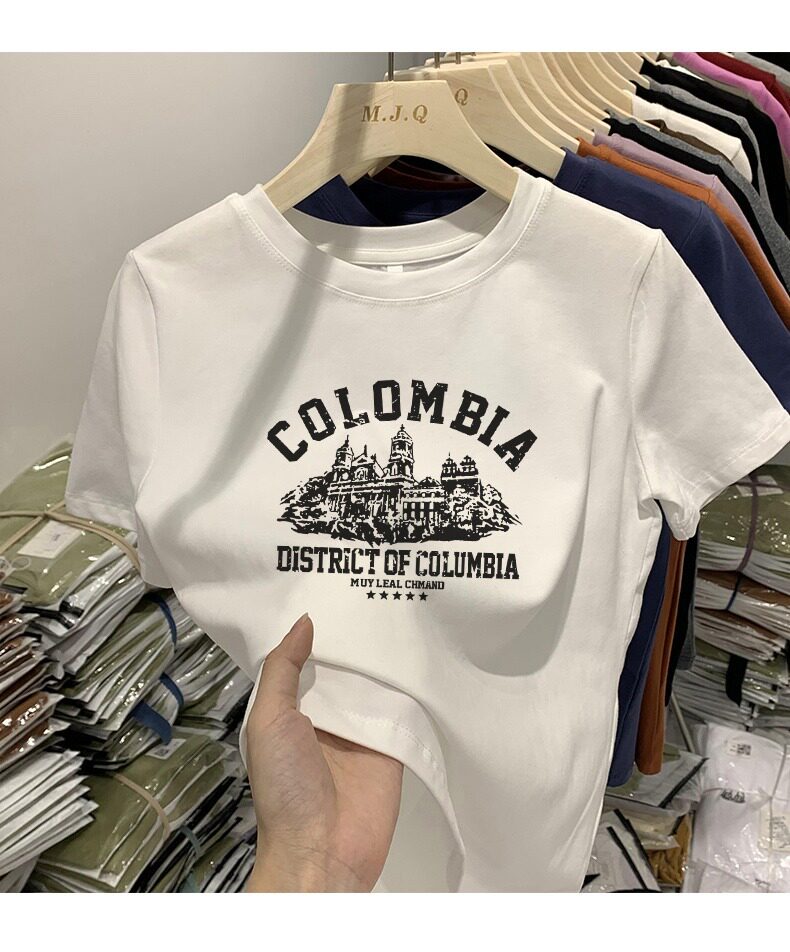 M.J.Q
Q
COLOMBIA
DISTRICT OF COLUMBIA
MUY LEAL CHMAND